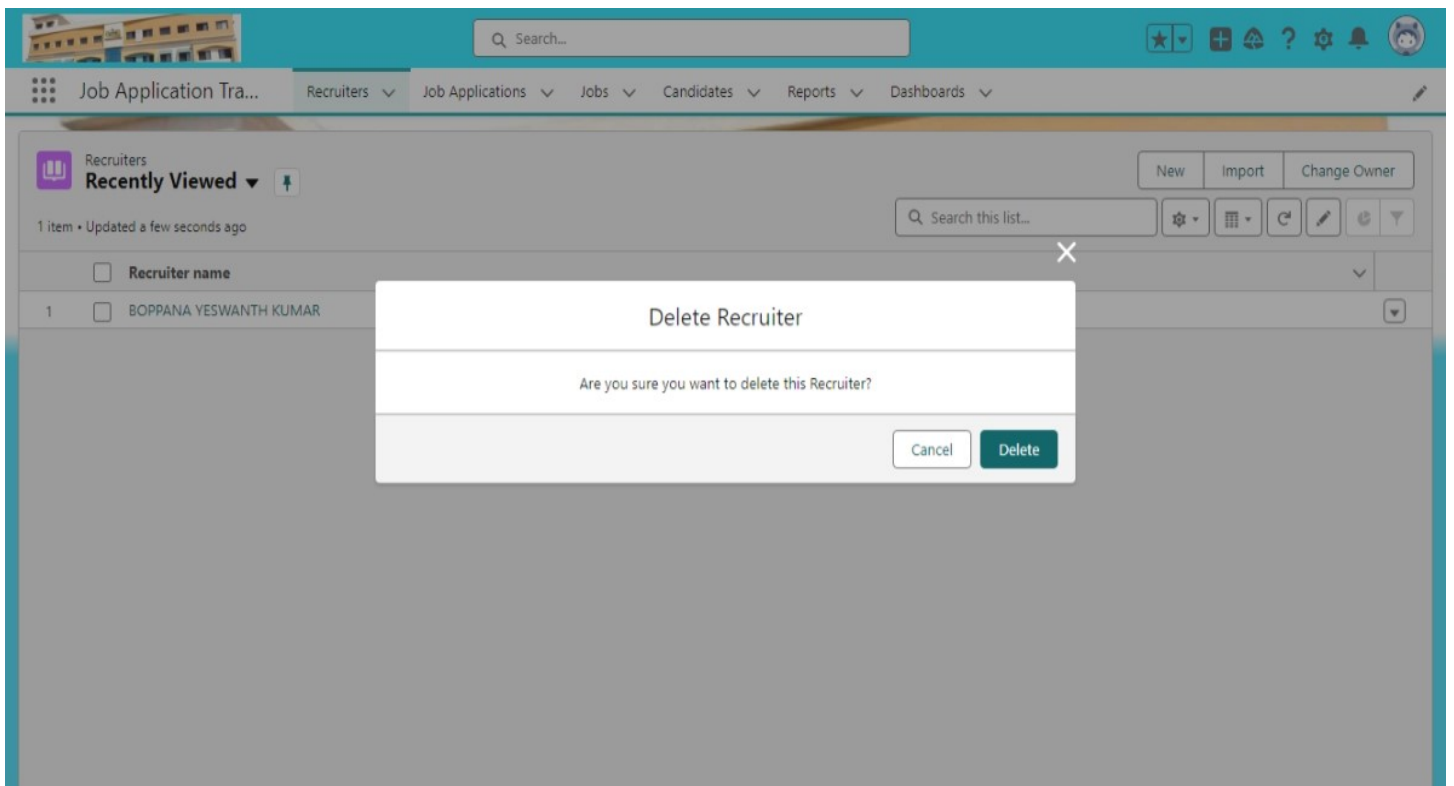 Search...
Job Application Tra... Recruiters Job Applications Jobs Candidates Reports Dashboards
Recruiters
Recently Viewed
New Import Change Owner
1 item • Updated a few seconds ago
Search this list...
Recruiter name
1 BOPPANA YESWANTH KUMAR
Delete Recruiter
Are you sure you want to delete this Recruiter?
Cancel Delete